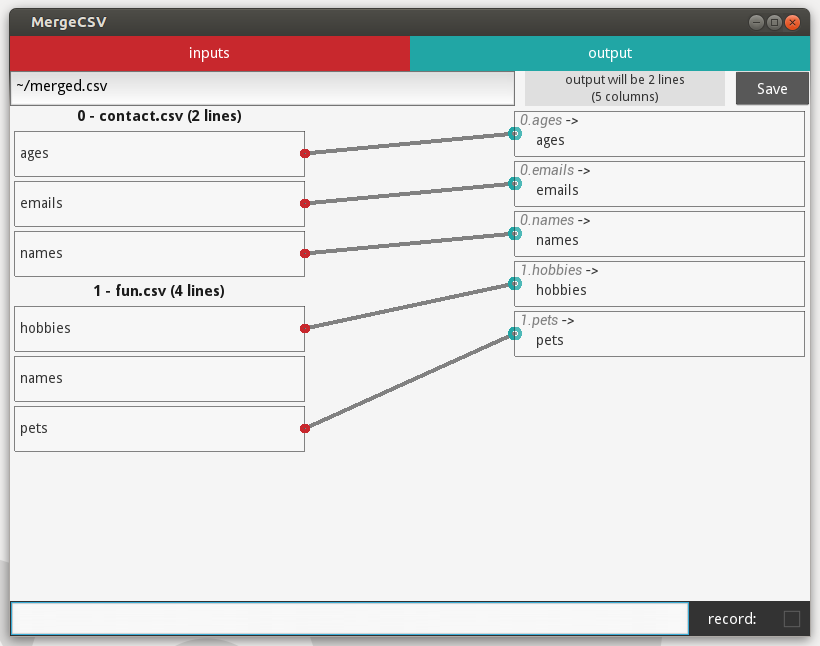 MergeCSV
inputs
output
~/merged.csv
output will be 2 lines
(5 columns)
Save
0 - contact.csv (2 lines)
ages
emails
names
1 - fun.csv (4 lines)
hobbies
names
pets
0.ages ->
ages
0.emails ->
emails
0.names ->
names
1.hobbies ->
hobbies
1.pets ->
pets
record: